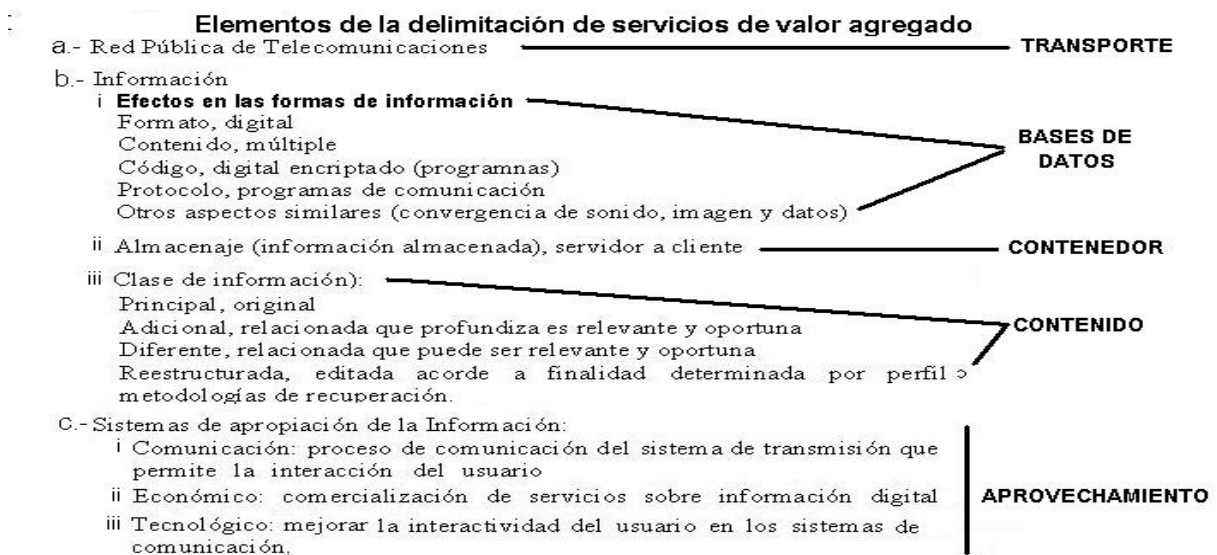 Elementos de la delimitación de servicios de valor agregado
a.- Red Pública de Telecomunicaciones TRANSPORTE
b.- Información
i Efectos en las formas de información
Formato, digital
Contenido, múltiple
BASES DE
DATOS
Código, digital encriptado (programnas)
Protocolo, programas de comunicación
Otros aspectos similares (convergencia de sonido, imagen y datos)
ii Almacenaje (información almacenada), servidor a cliente CONTENEDOR
iii Clase de información):
Principal, original
Adicional, relacionada que profundiza es relevante y oportuna CONTENIDO
Diferente, relacionada que puede ser relevante y oportuna
Reestructurada, editada acorde a finalidad determinada por perfil
metodologías de recuperación.
c.- Sistemas de apropiación de la Información:
i Comunicación: proceso de comunicación del sistema de transmisión que
permite la interacción del usuario
ii Económico: comercialización de servicios sobre información digital APROVECHAMIENTO
iii Tecnológico: mejorar la interactividad del usuario en los sistemas de
comunicación,